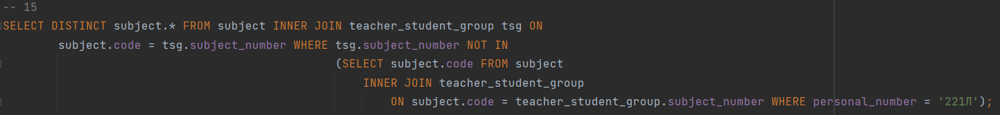 -- 15
SELECT DISTINCT subject.* FROM subject INNER JOIN teacher_student_group tsg ON
subject.code = tsg.subject_number WHERE tsg.subject_number NOT IN
(SELECT subject.code FROM subject
INNER JOIN teacher_student_group
ON subject.code = teacher_student_group.subject_number WHERE personal_number = '221Л');